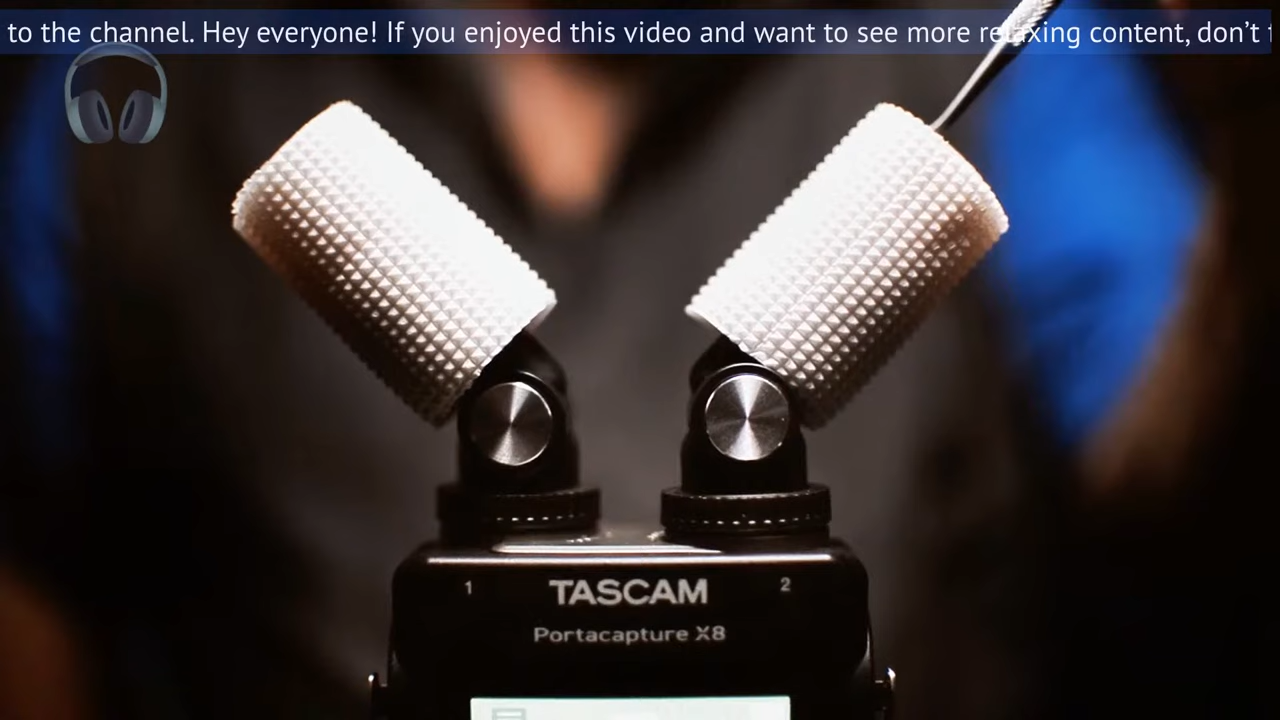 to the channel. Hey everyone! If you enjoyed this video and want to see more relaxing content, don’t
1 TASCAM 2
Portacapture X8